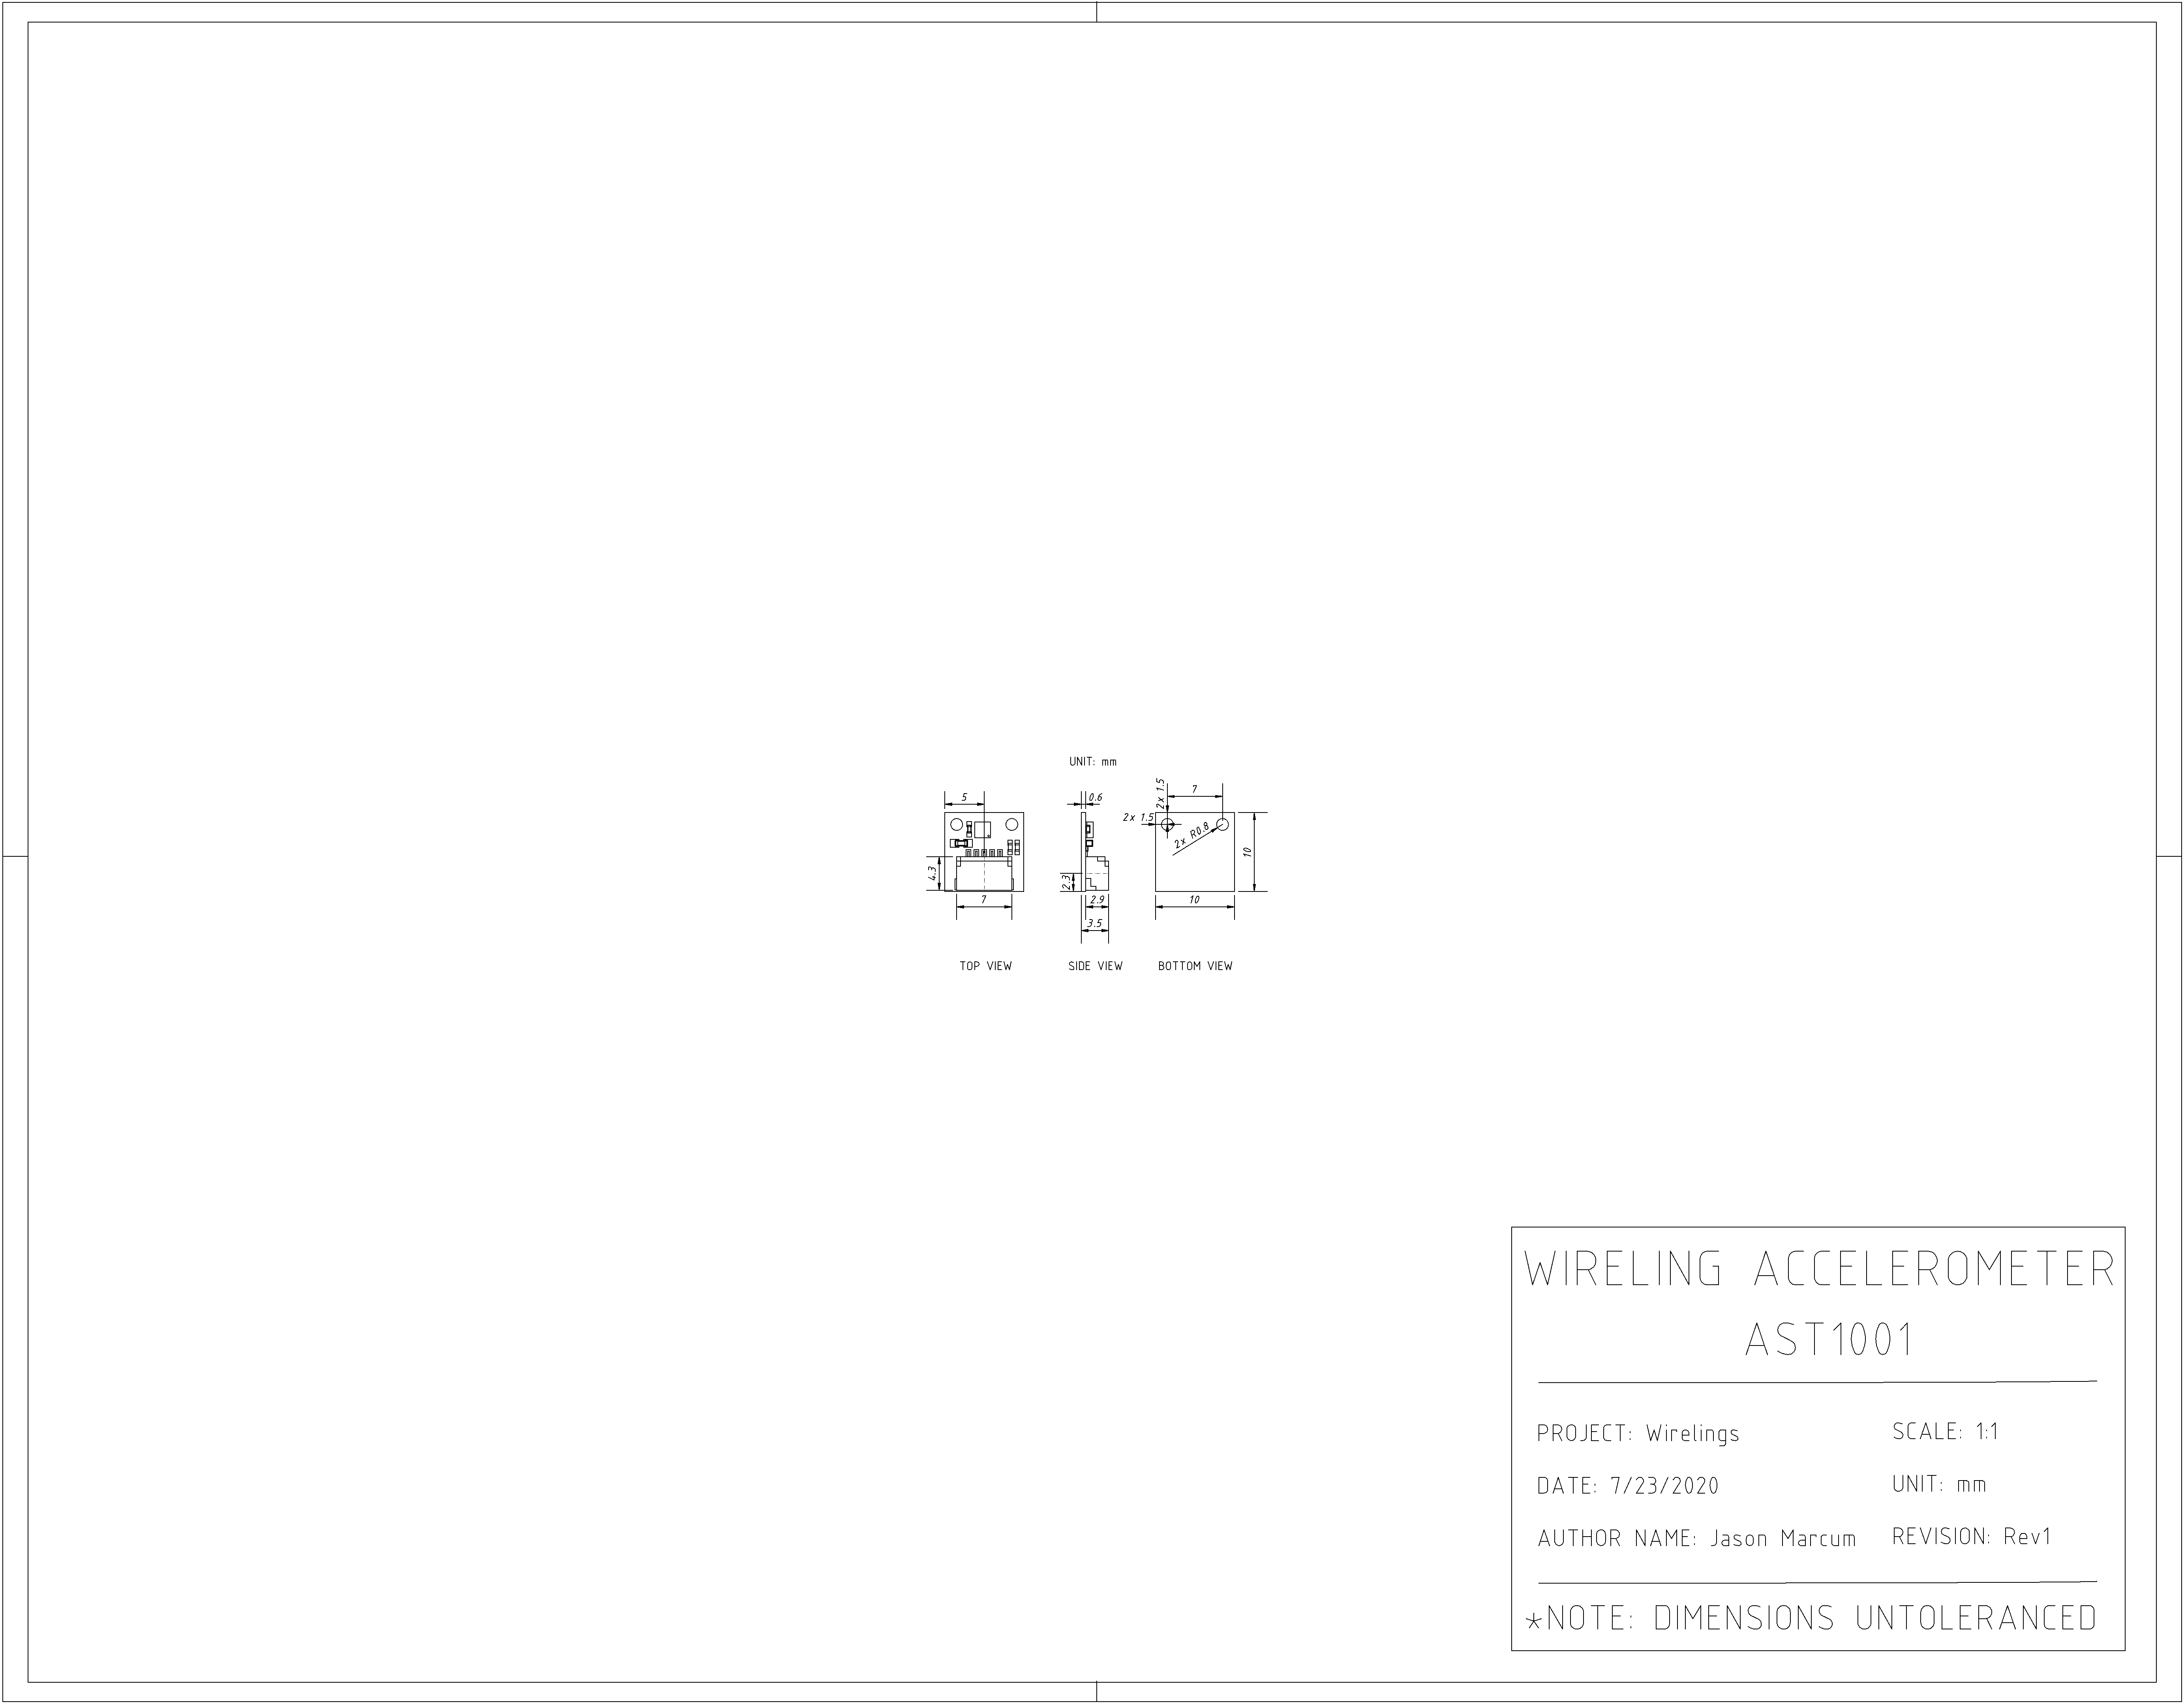 UNIT: mm
5
4.3
7
TOP VIEW
0.6
2.3
2.9
3.5
SIDE VIEW
2x 1.5
7
2x 1.5
2x R0.8
10
10
BOTTOM VIEW
WIRELING ACCELEROMETER
AST1001
PROJECT: Wirelings
SCALE: 1:1
DATE: 7/23/2020
UNIT: mm
AUTHOR NAME: Jason Marcum
REVISION: Rev1
*NOTE: DIMENSIONS UNTOLERANCED